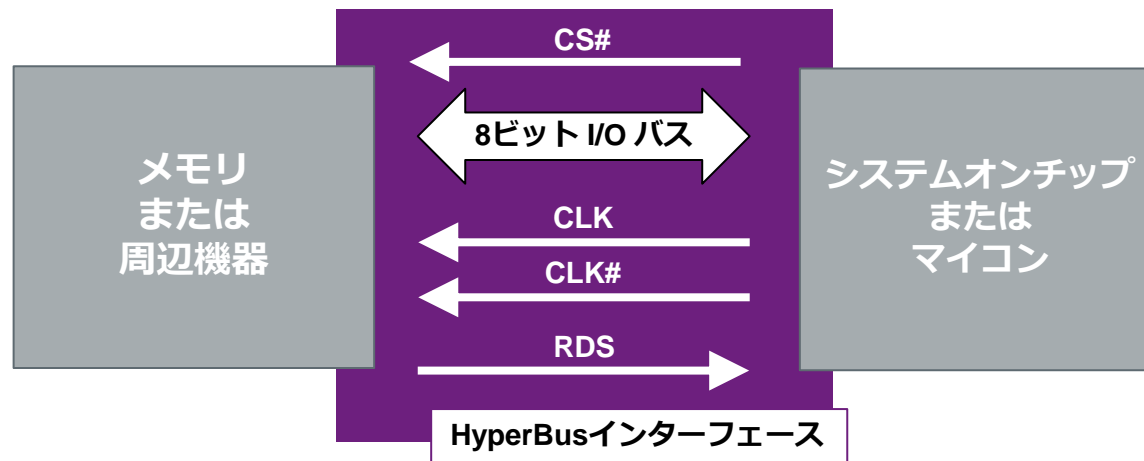 CS#
8ビット I/O バス
メモリ
または
周辺機器
システムオンチップ
または
マイコン
CLK
CLK#
RDS
HyperBusインターフェース